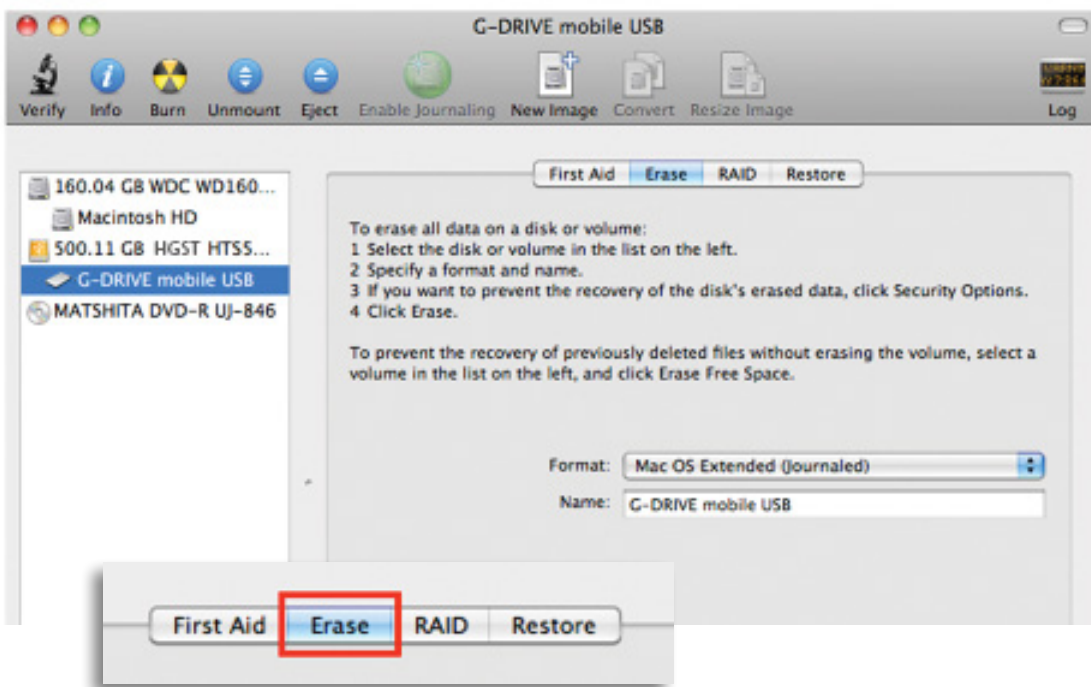 G-DRIVE mobile USB
Verify Info Burn Unmount Eject Enable Journaling New Image Convert Resize Image Log
First Aid Erase RAID Restore
160.04 GB WDC WD160...
Macintosh HD
500.11 GB HGST HTS5...
G-DRIVE mobile USB
MATSHITA DVD-R UJ-846
To erase all data on a disk or volume:
1 Select the disk or volume in the list on the left.
2 Specify a format and name.
3 If you want to prevent the recovery of the disk's erased data, click Security Options.
4 Click Erase.
To prevent the recovery of previously deleted files without erasing the volume, select a
volume in the list on the left, and click Erase Free Space.
Format: Mac OS Extended (Journaled)
Name: G-DRIVE mobile USB
First Aid Erase RAID Restore